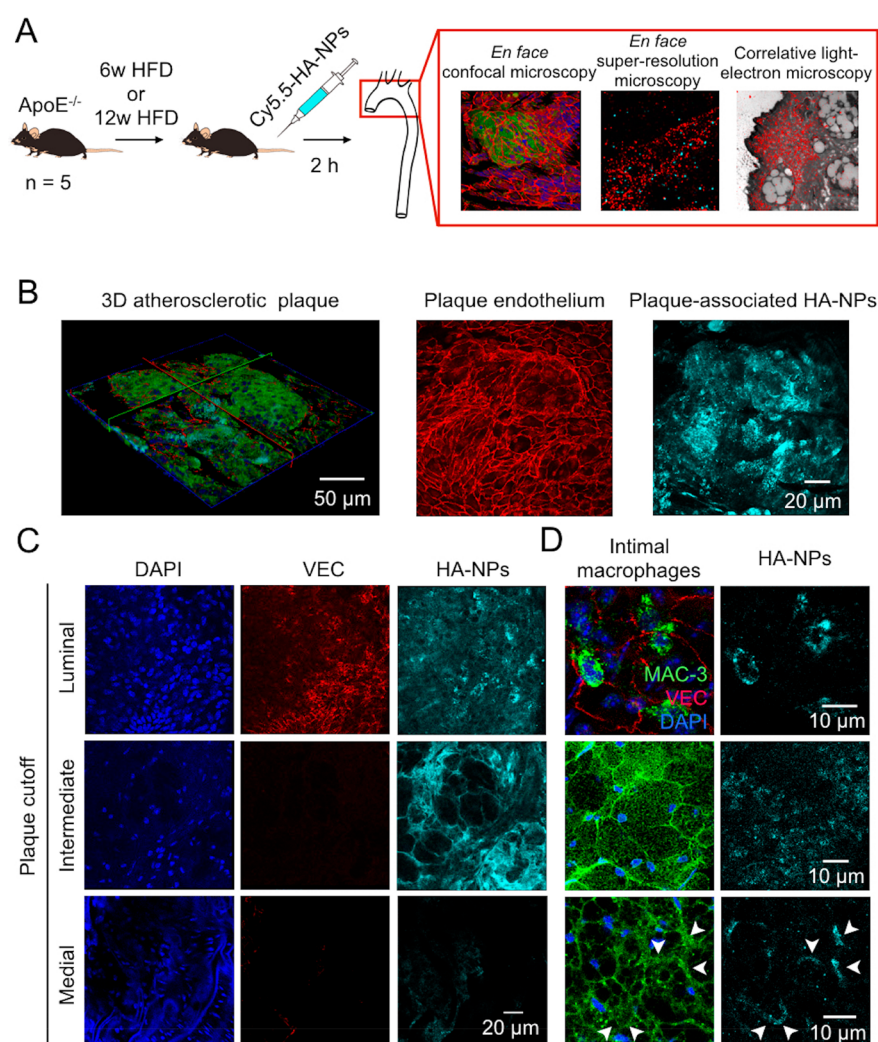 A
ApoE-/-
n = 5
6w HFD
or
12w HFD
Cy5.5-HA-NPs
2 h
En face
confocal microscopy
En face
super-resolution
microscopy
Correlative light-
electron microscopy
B
3D atherosclerotic plaque
50 µm
Plaque endothelium
Plaque-associated HA-NPs
20 µm
C
DAPI
VEC
HA-NPs
Plaque cutoff
Luminal
Intermediate
Medial
20 µm
D
Intimal
macrophages
HA-NPs
MAC-3
VEC
DAPI
10 µm
10 µm
10 µm